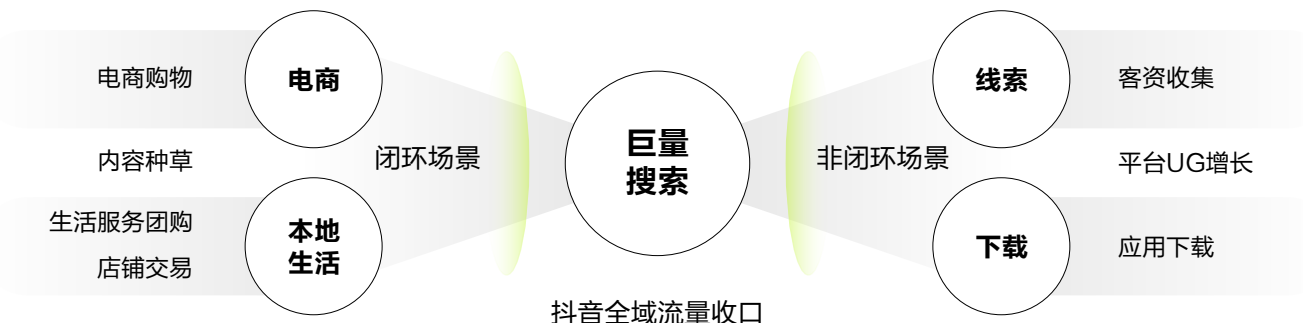 电商购物
内容种草
生活服务团购
店铺交易
电商
本地
生活
闭环场景
巨量
搜索
抖音全域流量收口
非闭环场景
线索
下载
客资收集
平台UG增长
应用下载